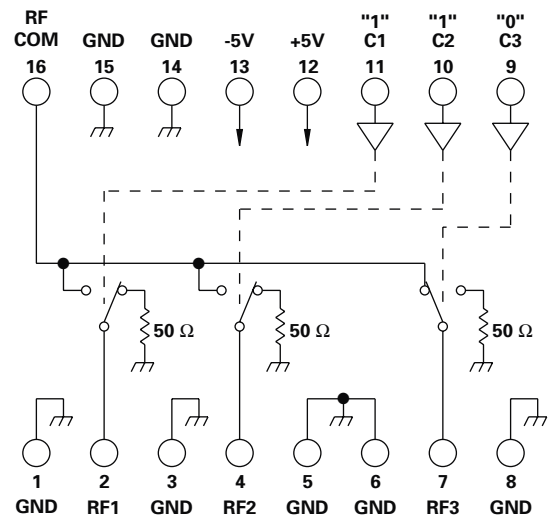 RF "1" "1" "0"
COM GND GND -5V +5V C1 C2 C3
16 15 14 13 12 11 10 9
50 Ω 50 Ω 50 Ω
1 2 3 4 5 6 7 8
GND RF1 GND RF2 GND GND RF3 GND